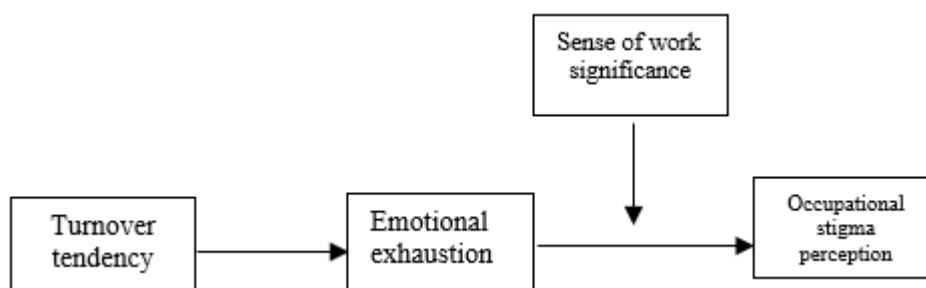 Sense of work
significance
Turnover
tendency
Emotional
exhaustion
Occupational
stigma
perception